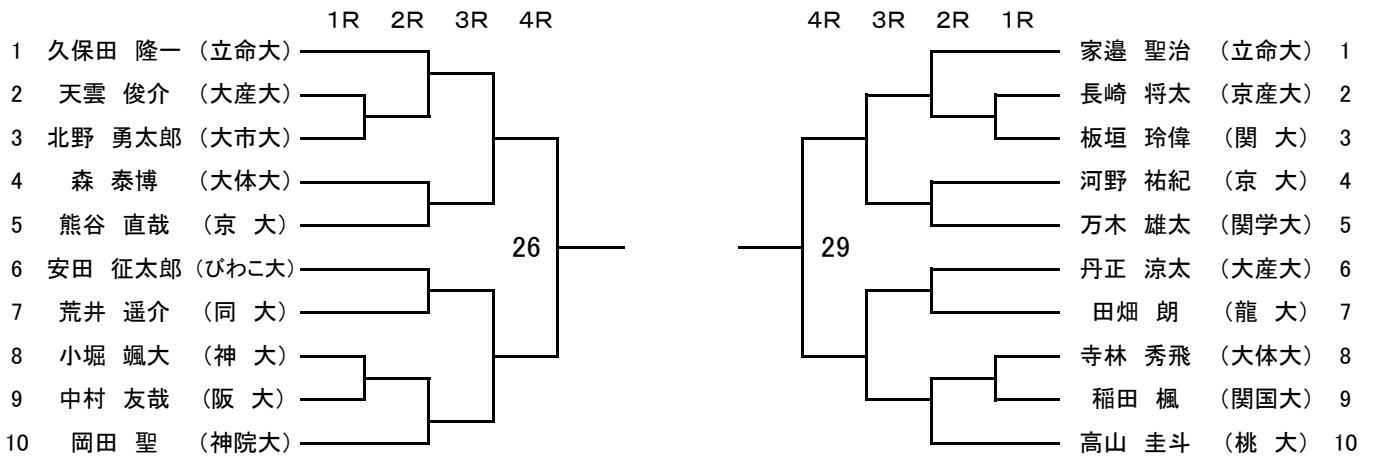 1R 2R 3R 4R
1 久保田 隆一 (立命大)
2 天雲 俊介 (大産大)
3 北野 勇太郎 (大市大)
4 森 泰博 (大体大)
5 熊谷 直哉 (京 大)
26
6 安田 征太郎 (びわこ大)
7 荒井 遥介 (同 大)
8 小堀 颯大 (神 大)
9 中村 友哉 (阪 大)
10 岡田 聖 (神院大)
4R 3R 2R 1R
家邉 聖治 (立命大) 1
長崎 将太 (京産大) 2
板垣 玲偉 (関 大) 3
河野 祐紀 (京 大) 4
万木 雄太 (関学大) 5
29
丹正 涼太 (大産大) 6
田畑 朗 (龍 大) 7
寺林 秀飛 (大体大) 8
稲田 楓 (関国大) 9
高山 圭斗 (桃 大) 10